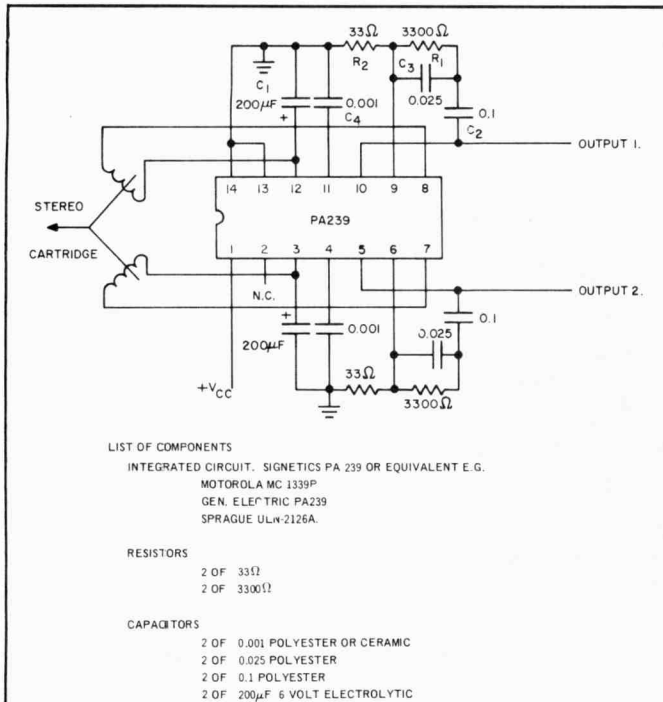 33Ω 3300Ω
R2 C3 R1
C1
200µF 0.001 0.025 0.1
+ C4 C2
OUTPUT 1.
14 13 12 11 10 9 8
STEREO
PA239
CARTRIDGE
1 2 3 4 5 6 7
N.C.
OUTPUT 2.
+ 0.1
0.001 0.025
200µF
+VCC 33Ω
3300Ω
LIST OF COMPONENTS
INTEGRATED CIRCUIT. SIGNETICS PA 239 OR EQUIVALENT E.G.
MOTOROLA MC 1339P
GEN. ELECTRIC PA239
SPRAGUE ULN-2126A.
RESISTORS
2 OF 33Ω
2 OF 3300Ω
CAPACITORS
2 OF 0.001 POLYESTER OR CERAMIC
2 OF 0.025 POLYESTER
2 OF 0.1 POLYESTER
2 OF 200µF 6 VOLT ELECTROLYTIC